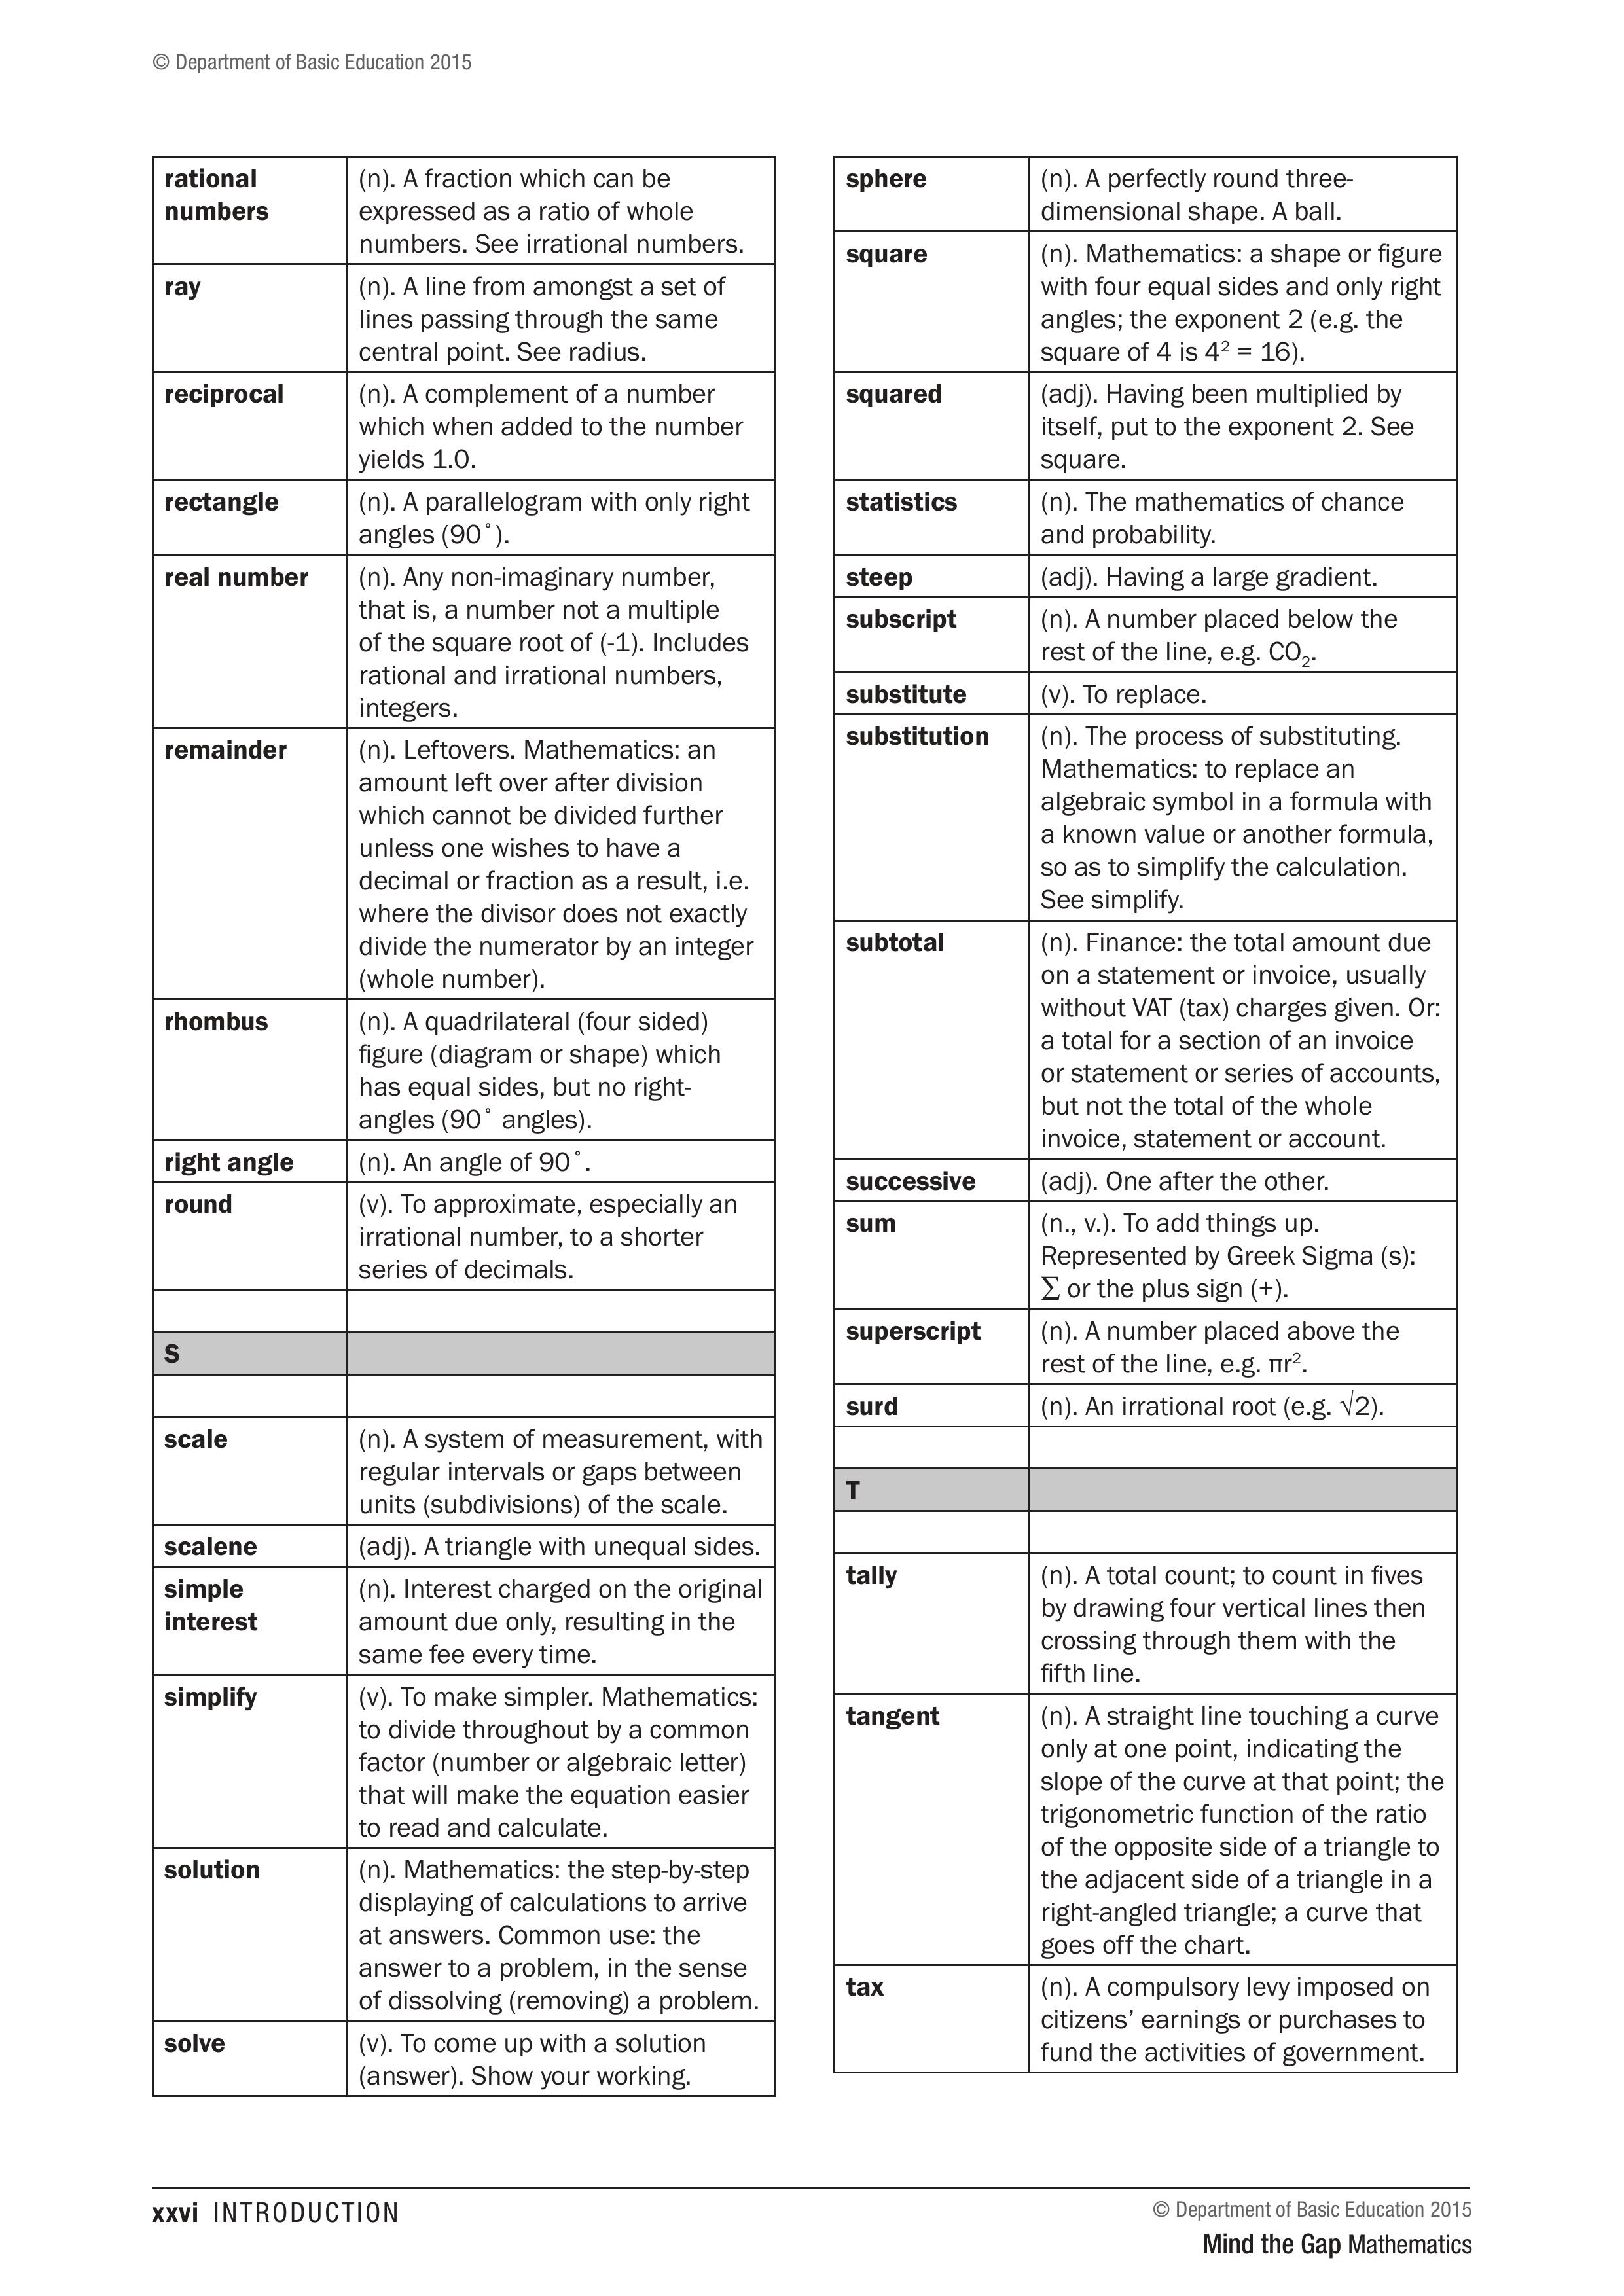 © Department of Basic Education 2015
rational
numbers
(n). A fraction which can be
expressed as a ratio of whole
numbers. See irrational numbers.
ray
(n). A line from amongst a set of
lines passing through the same
central point. See radius.
reciprocal
(n). A complement of a number
which when added to the number
yields 1.0.
rectangle
(n). A parallelogram with only right
angles (90˚).
real number
(n). Any non-imaginary number,
that is, a number not a multiple
of the square root of (-1). Includes
rational and irrational numbers,
integers.
remainder
(n). Leftovers. Mathematics: an
amount left over after division
which cannot be divided further
unless one wishes to have a
decimal or fraction as a result, i.e.
where the divisor does not exactly
divide the numerator by an integer
(whole number).
rhombus
(n). A quadrilateral (four sided)
figure (diagram or shape) which
has equal sides, but no right-
angles (90˚ angles).
right angle
(n). An angle of 90˚.
round
(v). To approximate, especially an
irrational number, to a shorter
series of decimals.
S
scale
(n). A system of measurement, with
regular intervals or gaps between
units (subdivisions) of the scale.
scalene
(adj). A triangle with unequal sides.
simple
interest
(n). Interest charged on the original
amount due only, resulting in the
same fee every time.
simplify
(v). To make simpler. Mathematics:
to divide throughout by a common
factor (number or algebraic letter)
that will make the equation easier
to read and calculate.
solution
(n). Mathematics: the step-by-step
displaying of calculations to arrive
at answers. Common use: the
answer to a problem, in the sense
of dissolving (removing) a problem.
solve
(v). To come up with a solution
(answer). Show your working.
sphere
(n). A perfectly round three-
dimensional shape. A ball.
square
(n). Mathematics: a shape or figure
with four equal sides and only right
angles; the exponent 2 (e.g. the
square of 4 is 4² = 16).
squared
(adj). Having been multiplied by
itself, put to the exponent 2. See
square.
statistics
(n). The mathematics of chance
and probability.
steep
(adj). Having a large gradient.
subscript
(n). A number placed below the
rest of the line, e.g. CO₂.
substitute
(v). To replace.
substitution
(n). The process of substituting.
Mathematics: to replace an
algebraic symbol in a formula with
a known value or another formula,
so as to simplify the calculation.
See simplify.
subtotal
(n). Finance: the total amount due
on a statement or invoice, usually
without VAT (tax) charges given. Or:
a total for a section of an invoice
or statement or series of accounts,
but not the total of the whole
invoice, statement or account.
successive
(adj). One after the other.
sum
(n., v.). To add things up.
Represented by Greek Sigma (s):
∑ or the plus sign (+).
superscript
(n). A number placed above the
rest of the line, e.g. πr².
surd
(n). An irrational root (e.g. √2).
T
tally
(n). A total count; to count in fives
by drawing four vertical lines then
crossing through them with the
fifth line.
tangent
(n). A straight line touching a curve
only at one point, indicating the
slope of the curve at that point; the
trigonometric function of the ratio
of the opposite side of a triangle to
the adjacent side of a triangle in a
right-angled triangle; a curve that
goes off the chart.
tax
(n). A compulsory levy imposed on
citizens’ earnings or purchases to
fund the activities of government.
xxvi INTRODUCTION
© Department of Basic Education 2015
Mind the Gap Mathematics